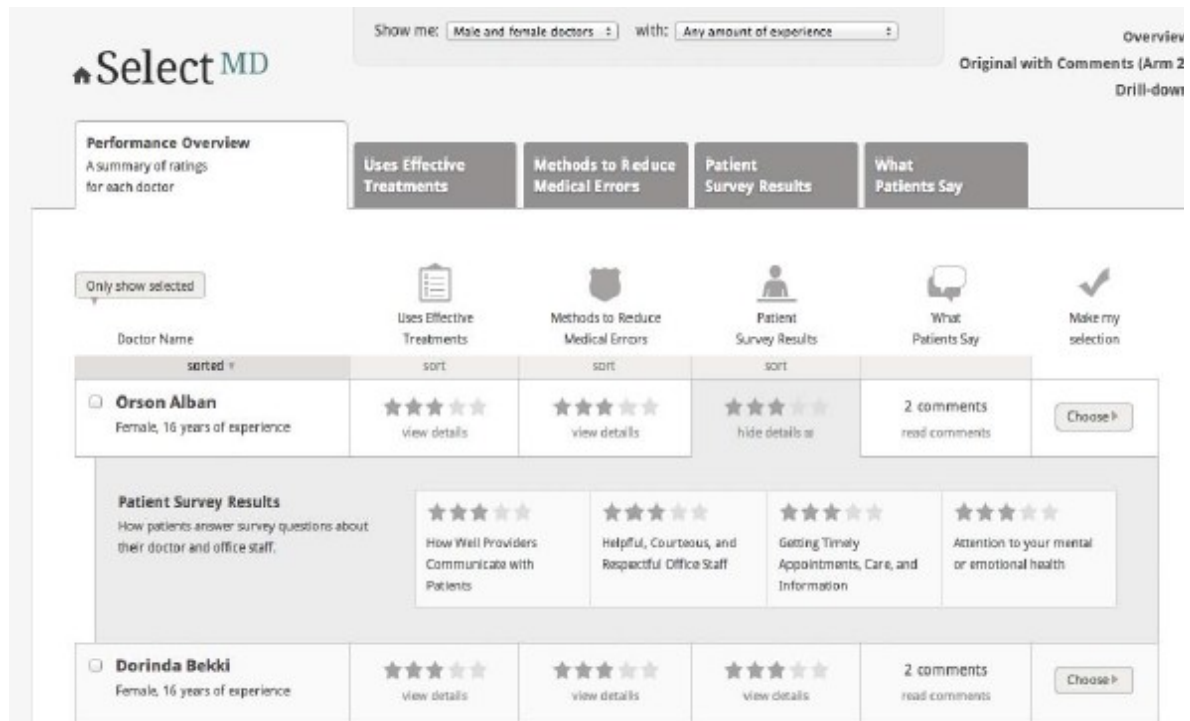 Show me: Male and female doctors with: Any amount of experience
Overview
Original with Comments (Arm 2
Drill-down
Select MD
Performance Overview
A summary of ratings
for each doctor
Uses Effective
Treatments
Methods to Reduce
Medical Errors
Patient
Survey Results
What
Patients Say
Only show selected
Doctor Name
Uses Effective
Treatments
Methods to Reduce
Medical Errors
Patient
Survey Results
What
Patients Say
Make my
selection
sorted sort sort sort
Orson Alban
Female, 16 years of experience
view details
view details
hide details
2 comments
read comments
Choose
Patient Survey Results
How patients answer survey questions about
their doctor and office staff.
How Well Providers
Communicate with
Patients
Helpful, Courteous, and
Respectful Office Staff
Getting Timely
Appointments, Care, and
Information
Attention to your mental
or emotional health
Dorinda Bekki
Female, 16 years of experience
view details
view details
view details
2 comments
read comments
Choose